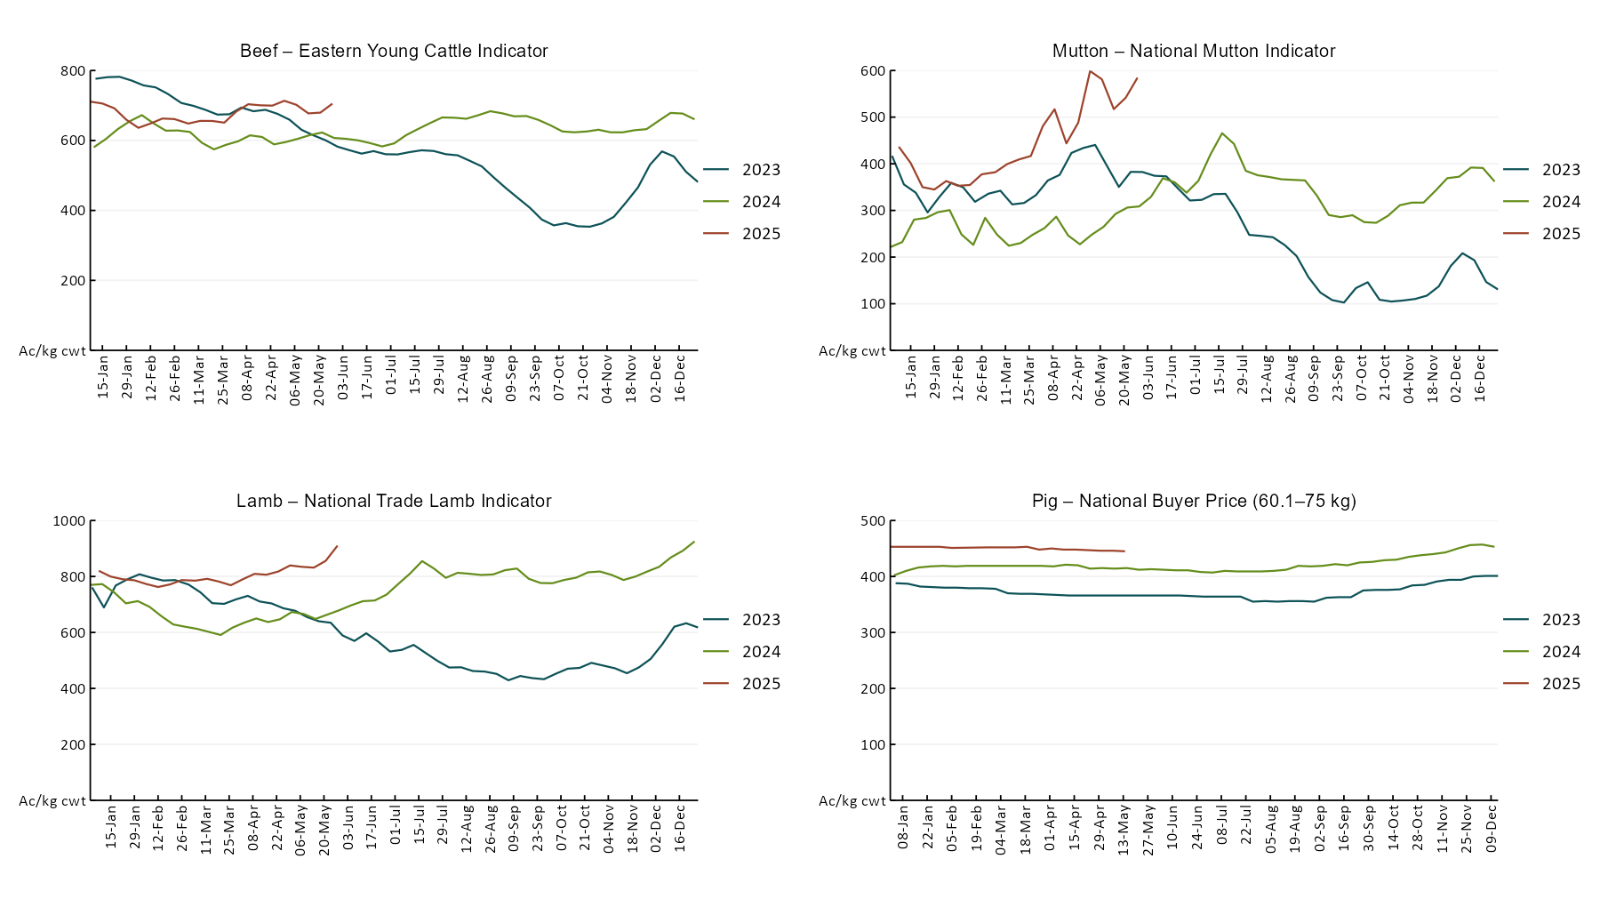 Beef – Eastern Young Cattle Indicator
800
600
400
200
Ac/kg cwt
15-Jan
29-Jan
12-Feb
26-Feb
11-Mar
25-Mar
08-Apr
22-Apr
06-May
20-May
03-Jun
17-Jun
01-Jul
15-Jul
29-Jul
12-Aug
26-Aug
09-Sep
23-Sep
07-Oct
21-Oct
04-Nov
18-Nov
02-Dec
16-Dec
2023
2024
2025
Mutton – National Mutton Indicator
600
500
400
300
200
100
Ac/kg cwt
15-Jan
29-Jan
12-Feb
26-Feb
11-Mar
25-Mar
08-Apr
22-Apr
06-May
20-May
03-Jun
17-Jun
01-Jul
15-Jul
29-Jul
12-Aug
26-Aug
09-Sep
23-Sep
07-Oct
21-Oct
04-Nov
18-Nov
02-Dec
16-Dec
2023
2024
2025
Lamb – National Trade Lamb Indicator
1000
800
600
400
200
Ac/kg cwt
15-Jan
29-Jan
12-Feb
26-Feb
11-Mar
25-Mar
08-Apr
22-Apr
06-May
20-May
03-Jun
17-Jun
01-Jul
15-Jul
29-Jul
12-Aug
26-Aug
09-Sep
23-Sep
07-Oct
21-Oct
04-Nov
18-Nov
02-Dec
16-Dec
2023
2024
2025
Pig – National Buyer Price (60.1–75 kg)
500
400
300
200
100
Ac/kg cwt
08-Jan
22-Jan
05-Feb
19-Feb
04-Mar
18-Mar
01-Apr
15-Apr
29-Apr
13-May
27-May
10-Jun
24-Jun
08-Jul
22-Jul
05-Aug
19-Aug
02-Sep
16-Sep
30-Sep
14-Oct
28-Oct
11-Nov
25-Nov
09-Dec
2023
2024
2025